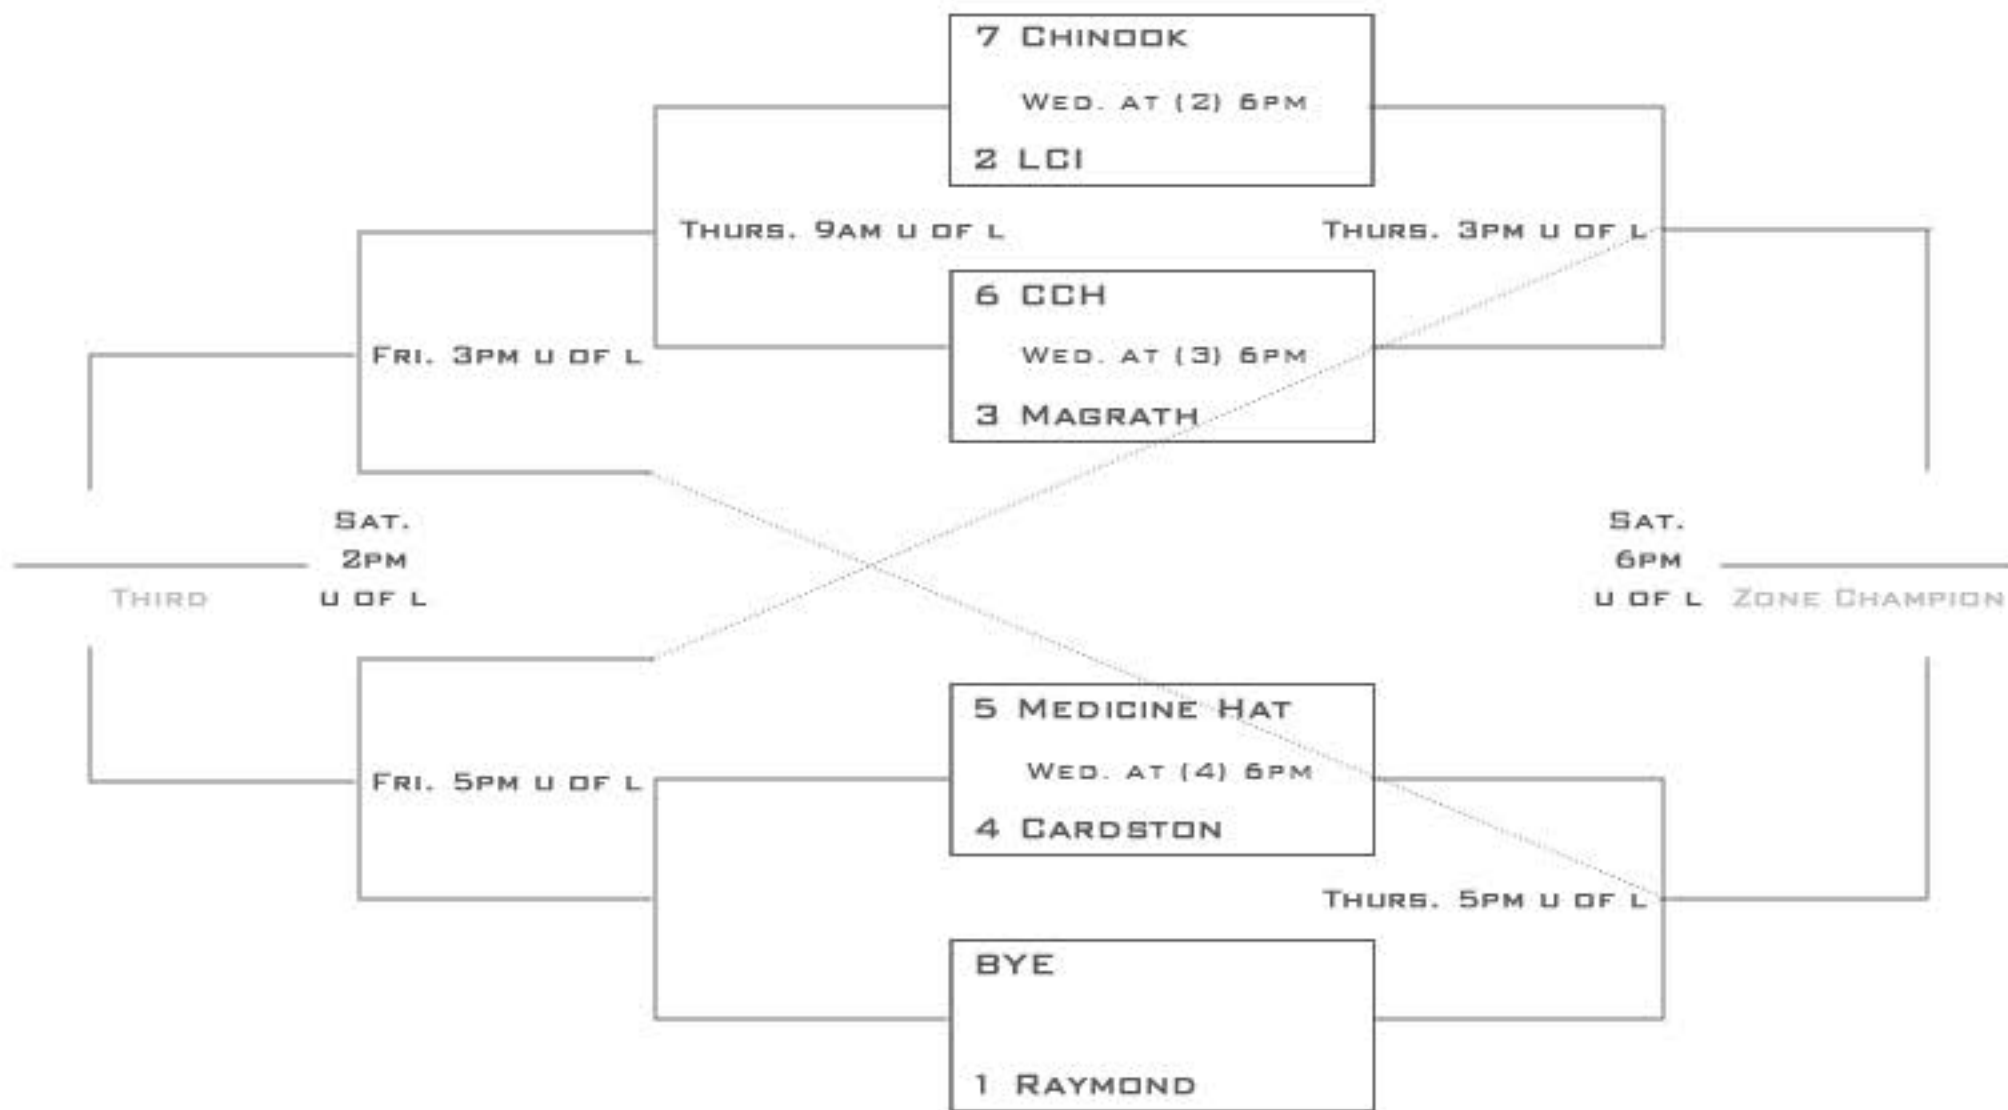 7 CHINOOK
WED. AT (2) 6PM
2 LCI
THURS. 9AM U OF L
THURS. 3PM U OF L
6 CCH
WED. AT (3) 6PM
3 MAGRATH
FRI. 3PM U OF L
SAT.
2PM
U OF L
THIRD
SAT.
6PM
U OF L
ZONE CHAMPION
5 MEDICINE HAT
WED. AT (4) 6PM
4 CARDSTON
FRI. 5PM U OF L
THURS. 5PM U OF L
BYE
1 RAYMOND